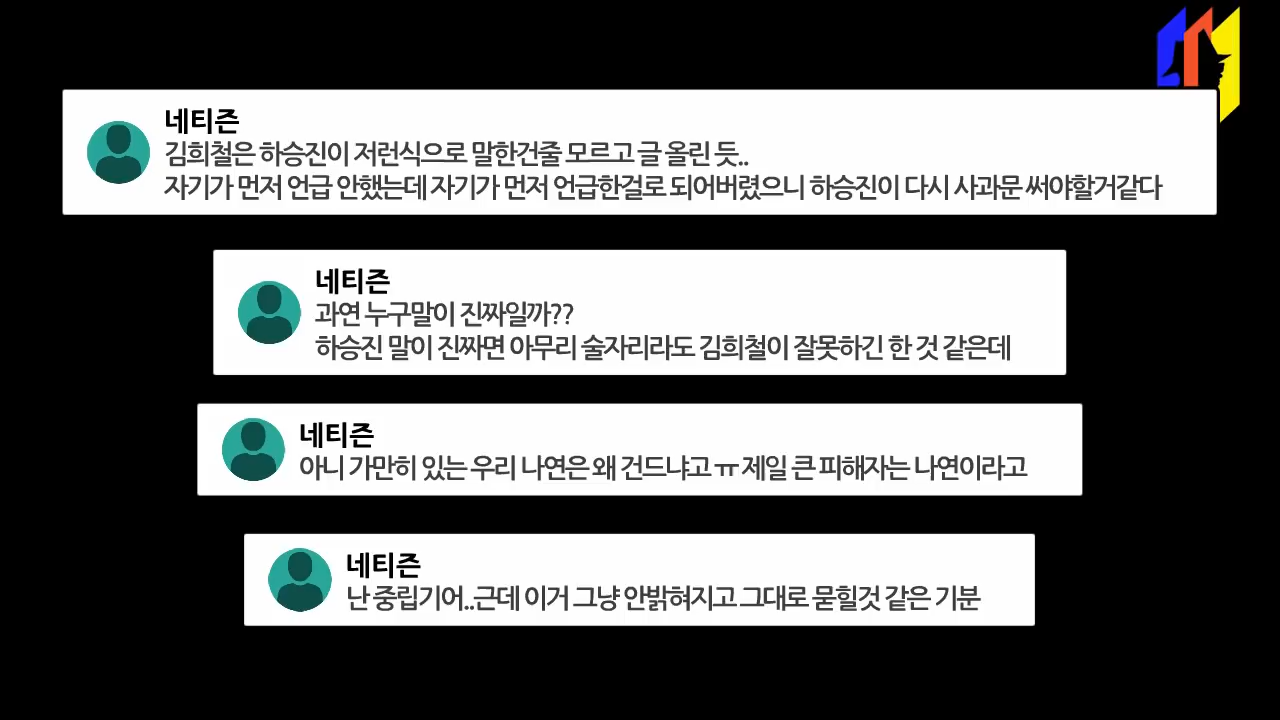 네티즌
김희철은 하승진이 저런식으로 말한건줄 모르고 글 올린 듯..
자기가 먼저 언급 안했는데 자기가 먼저 언급한걸로 되어버렸으니 하승진이 다시 사과문 써야할거같다
네티즌
과연 누구말이 진짜일까??
하승진 말이 진짜면 아무리 술자리라도 김희철이 잘못하긴 한 것 같은데
네티즌
아니 가만히 있는 우리 나연은 왜 건드냐고 ㅠ 제일 큰 피해자는 나연이라고
네티즌
난 중립기어..근데 이거 그냥 안밝혀지고 그대로 묻힐것 같은 기분